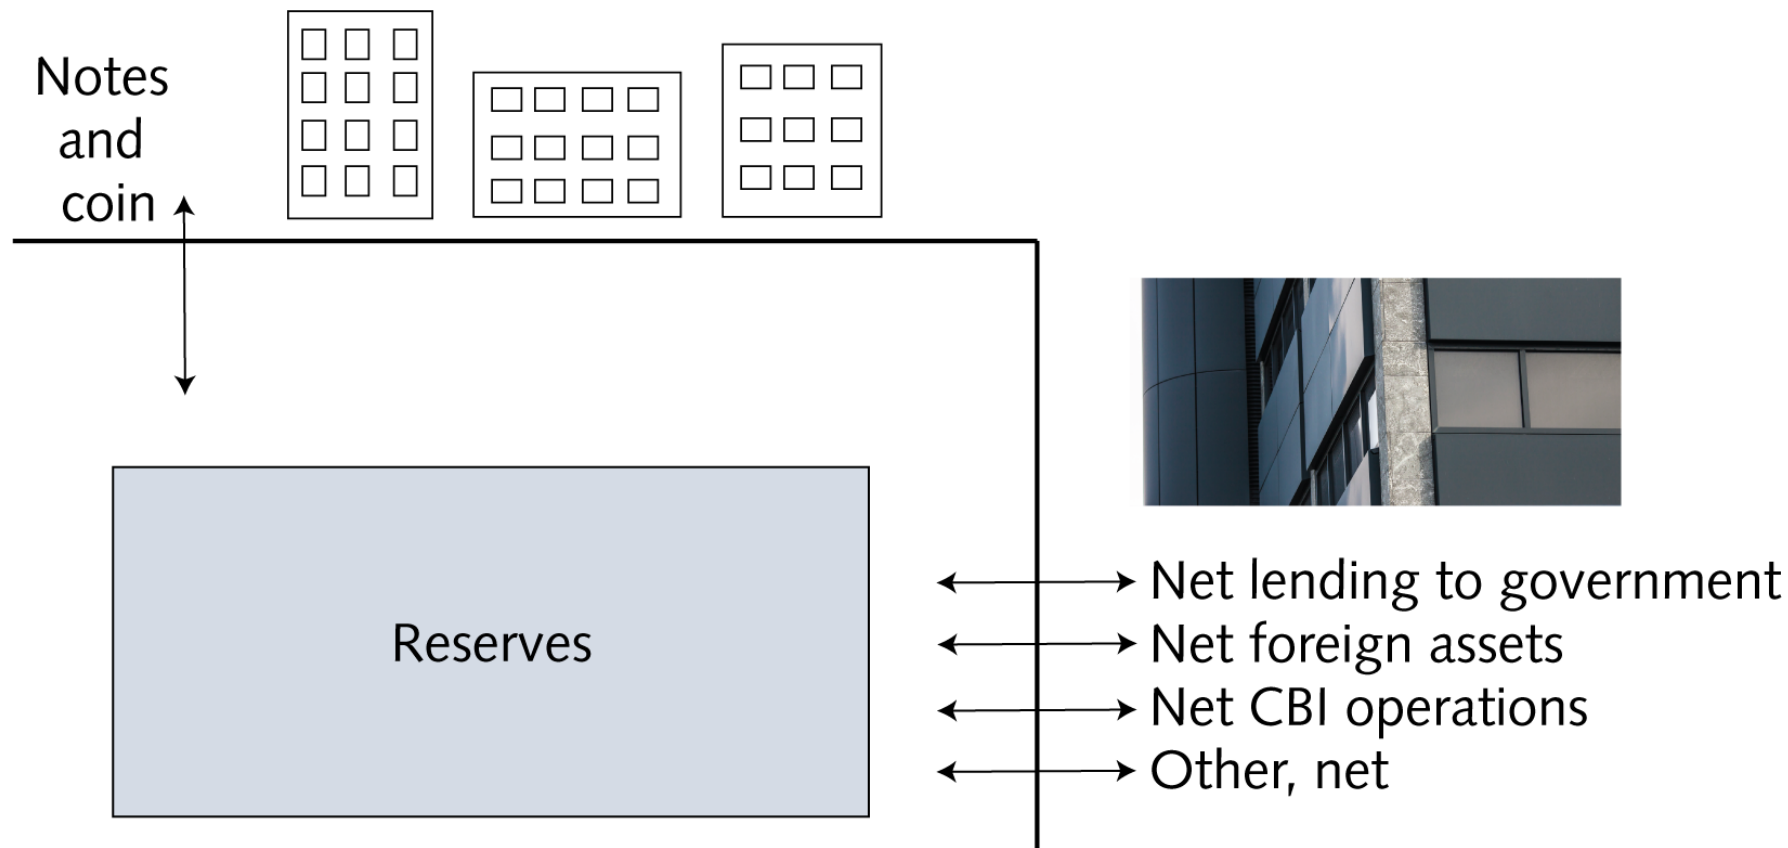 Notes
and
coin
Reserves
Net lending to government
Net foreign assets
Net CBI operations
Other, net